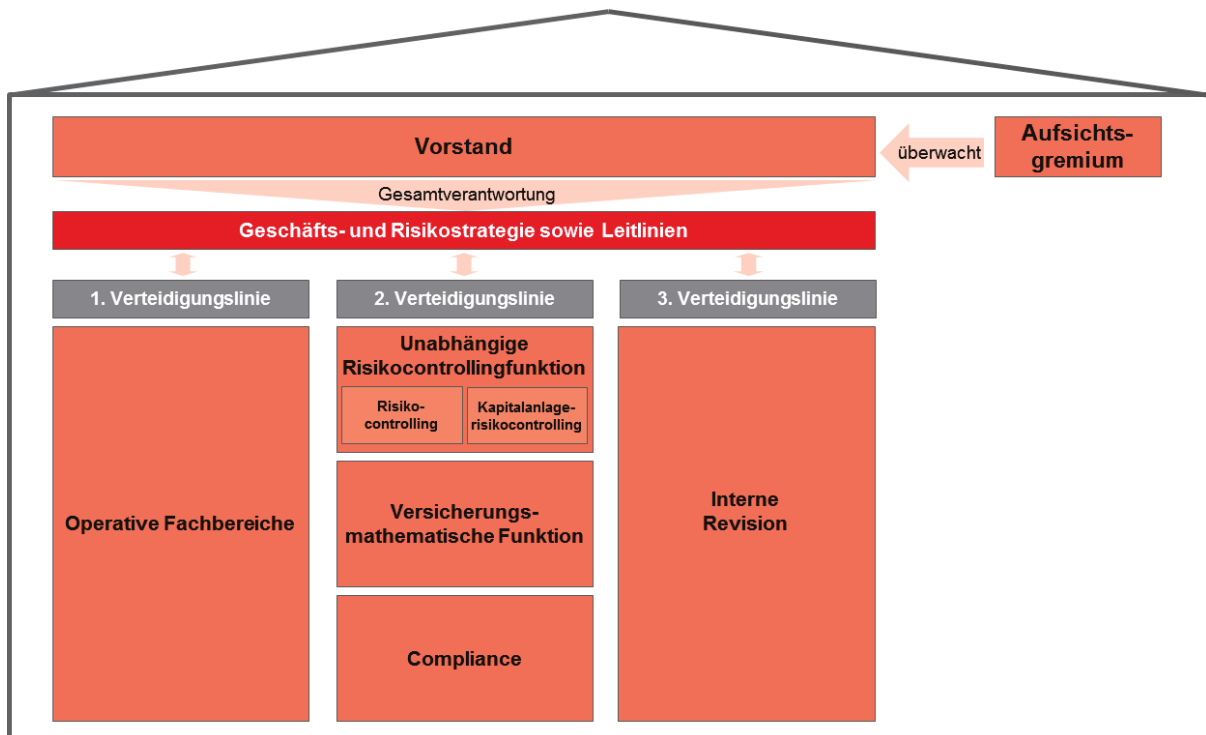 Vorstand
überwacht
Aufsichts-
gremium
Gesamtverantwortung
Geschäfts- und Risikostrategie sowie Leitlinien
1. Verteidigungslinie
2. Verteidigungslinie
3. Verteidigungslinie
Operative Fachbereiche
Unabhängige
Risikocontrollingfunktion
Risiko-
controlling
Kapitalanlage-
risikocontrolling
Versicherungs-
mathematische Funktion
Compliance
Interne
Revision